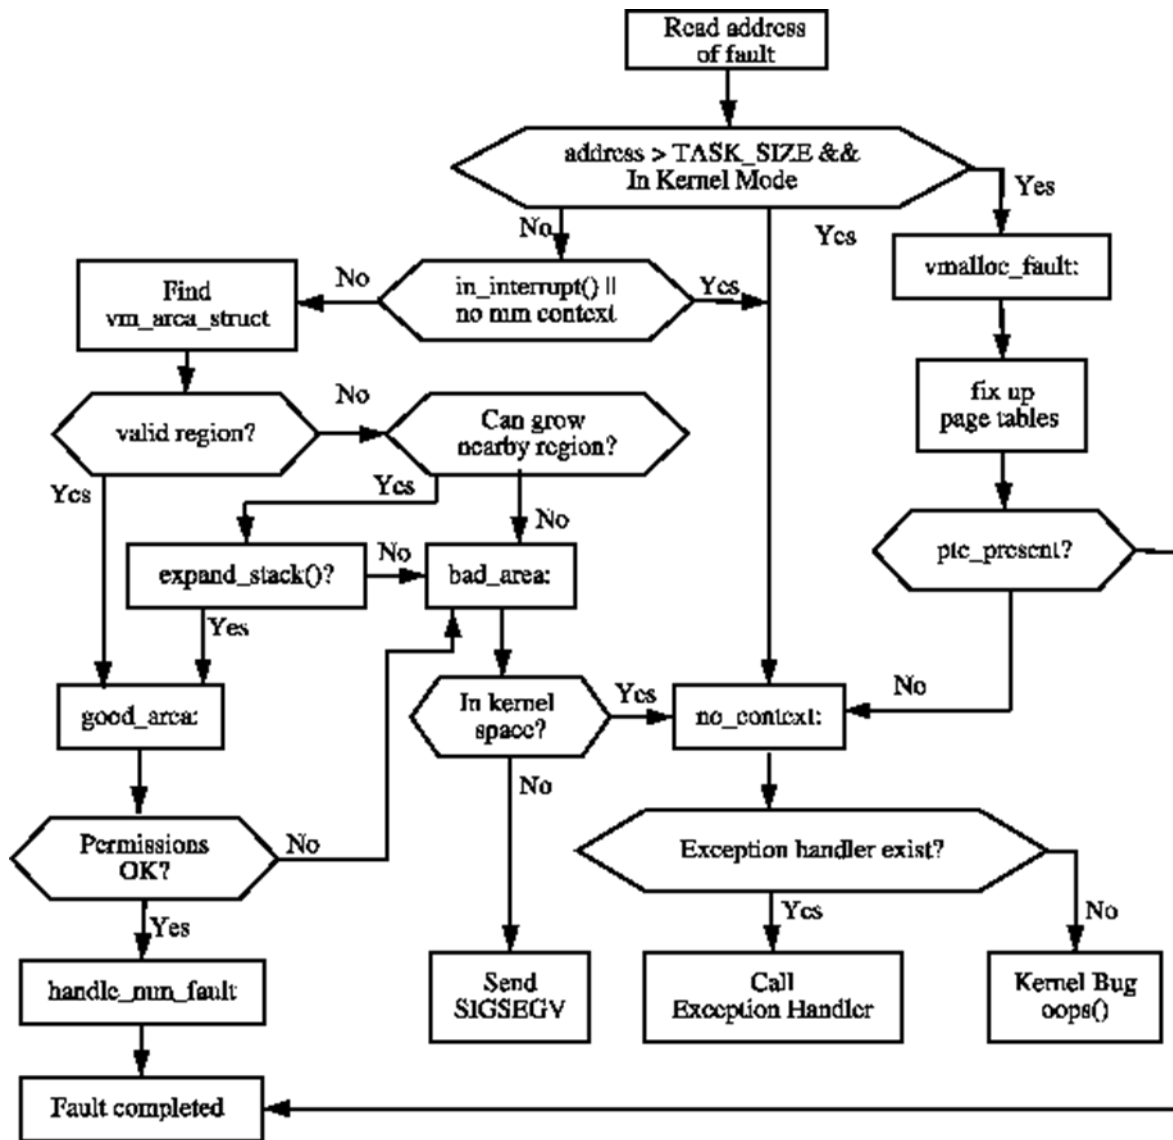 Read address
of fault
address > TASK_SIZE &&
In Kernel Mode
Yes
No
Yes
vmalloc_fault:
No
in_interrupt() ||
no mm context
Yes
Find
vm_area_struct
fix up
page tables
valid region?
No
Can grow
nearby region?
Yes
Yes
No
pte_present?
expand_stack()?
No
bad_area:
Yes
good_area:
In kernel
space?
Yes
no_context:
No
No
Permissions
OK?
No
Exception handler exist?
Yes
Yes
No
handle_mm_fault
Send
SIGSEGV
Call
Exception Handler
Kernel Bug
oops()
Fault completed